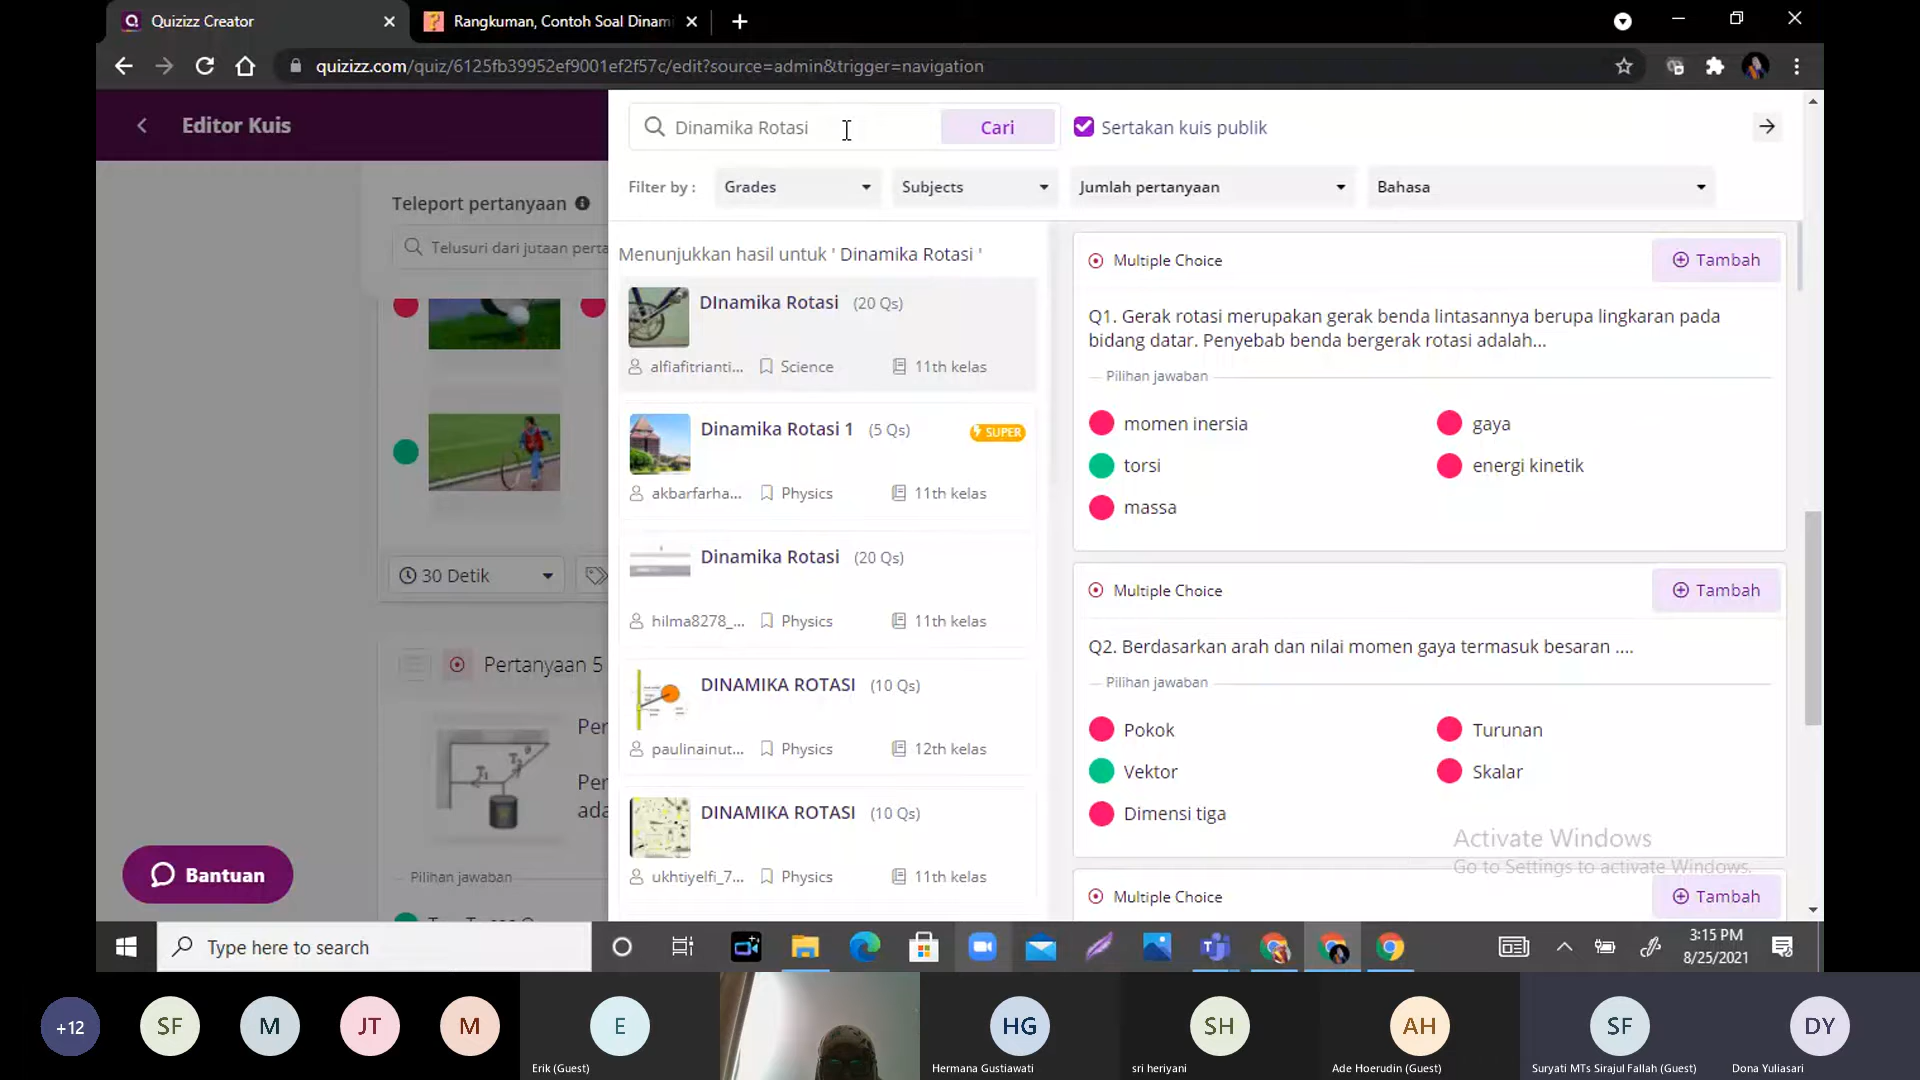 Quizizz Creator
Rangkuman, Contoh Soal Dinam
quizizz.com/quiz/6125fb39952ef9001ef2f57c/edit?source=admin&trigger=navigation
Editor Kuis
Dinamika Rotasi
Cari
Sertakan kuis publik
Filter by :
Grades
Subjects
Jumlah pertanyaan
Bahasa
Teleport pertanyaan
Telusuri dari jutaan perta
30 Detik
Pertanyaan 5
Per
Per
ada
T₁
T₂
θ
Pilihan jawaban
Bantuan
Menunjukkan hasil untuk ' Dinamika Rotasi '
DInamika Rotasi (20 Qs)
alfiafitrianti... Science 11th kelas
Dinamika Rotasi 1 (5 Qs) SUPER
akbarfarha... Physics 11th kelas
Dinamika Rotasi (20 Qs)
hilma8278_... Physics 11th kelas
DINAMIKA ROTASI (10 Qs)
paulinainut... Physics 12th kelas
DINAMIKA ROTASI (10 Qs)
ukhtiyelfi_7... Physics 11th kelas
Multiple Choice
Tambah
Q1. Gerak rotasi merupakan gerak benda lintasannya berupa lingkaran pada
bidang datar. Penyebab benda bergerak rotasi adalah...
Pilihan jawaban
momen inersia
gaya
torsi
energi kinetik
massa
Multiple Choice
Tambah
Q2. Berdasarkan arah dan nilai momen gaya termasuk besaran ....
Pilihan jawaban
Pokok
Turunan
Vektor
Skalar
Dimensi tiga
Activate Windows
Go to Settings to activate Windows.
Multiple Choice
Tambah
Type here to search
3:15 PM
8/25/2021
+12
SF
M
JT
M
E
HG
SH
AH
SF
DY
Erik (Guest)
Hermana Gustiawati
sri heriyani
Ade Hoerudin (Guest)
Suryati MTs Sirajul Fallah (Guest)
Dona Yuliasari